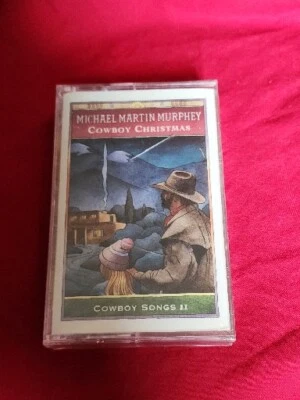 MICHAEL MARTIN MURPHEY
COWBOY CHRISTMAS
COWBOY SONGS II